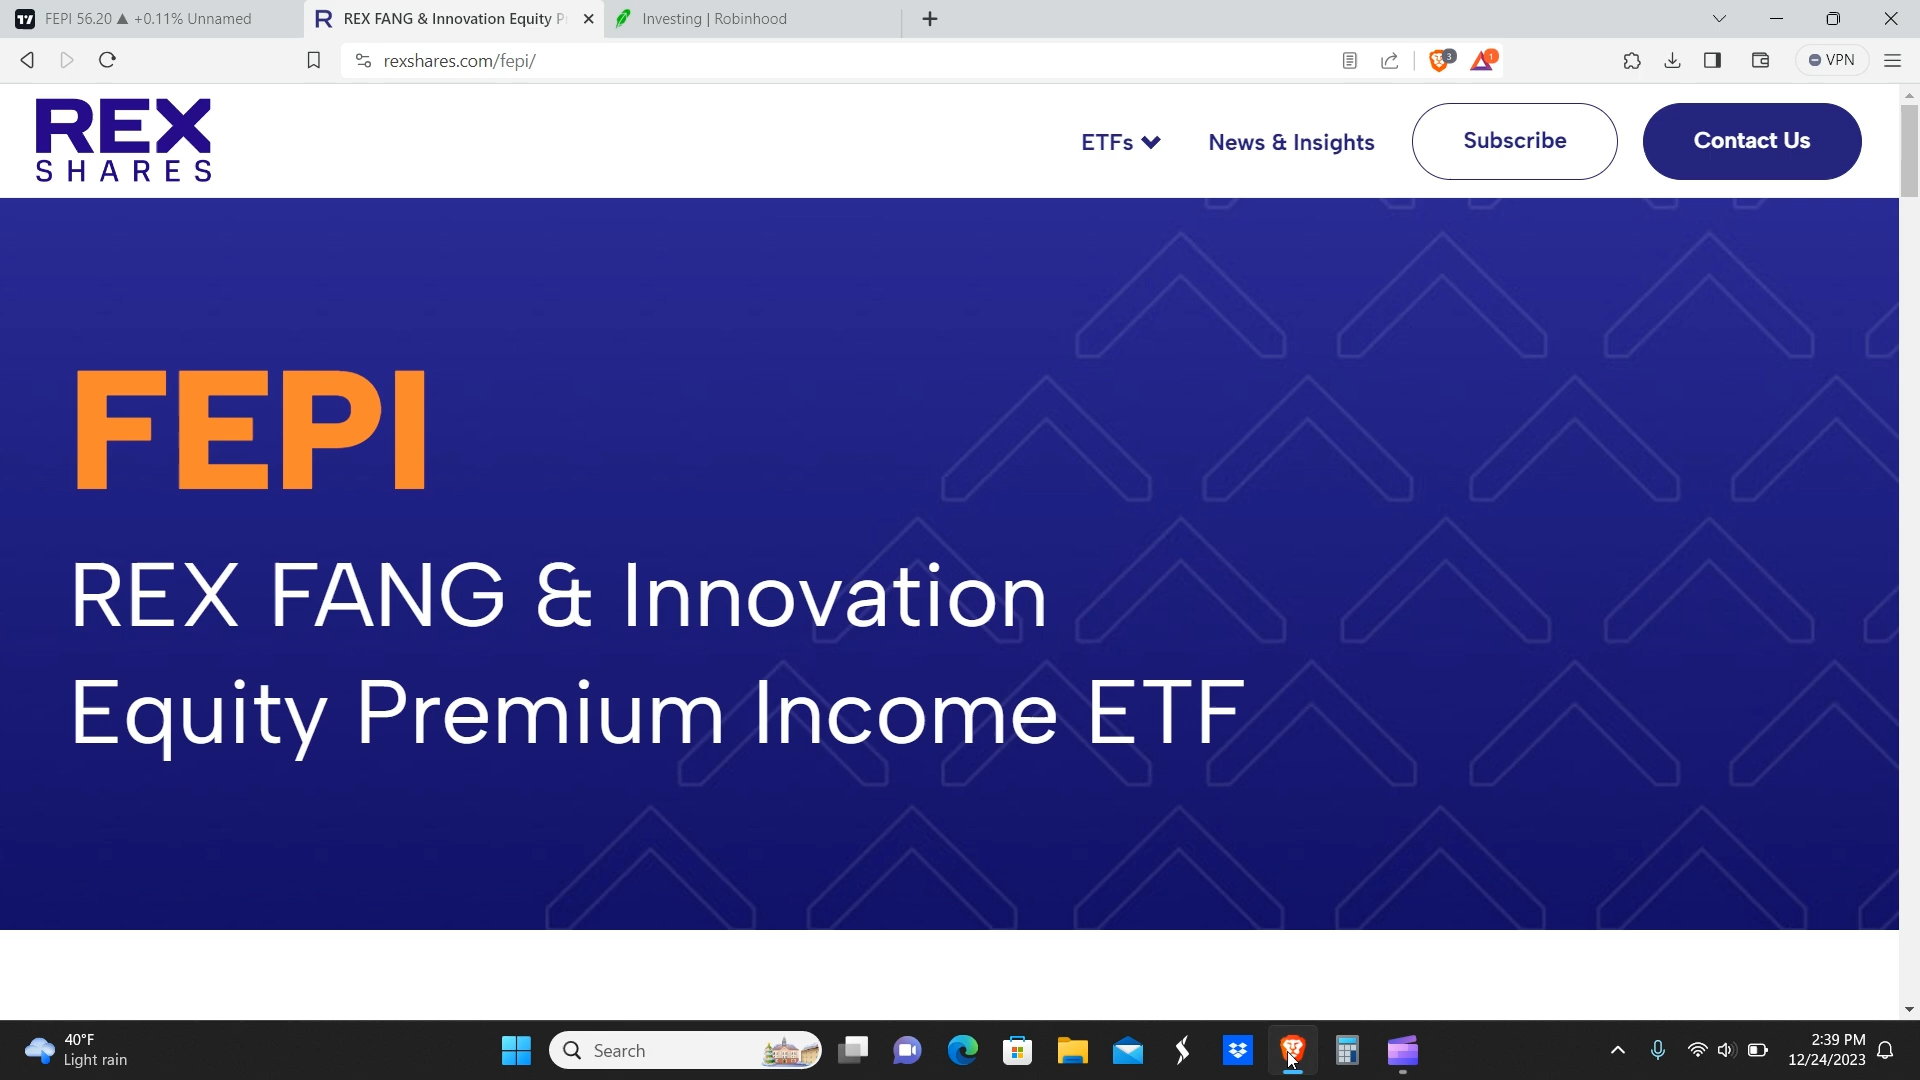 FEPI 56.20 ▲ +0.11% Unnamed
REX FANG & Innovation Equity P
Investing | Robinhood
rexshares.com/fepi/
3
1
VPN
REX
SHARES
ETFs
News & Insights
Subscribe
Contact Us
FEPI
REX FANG & Innovation
Equity Premium Income ETF
40°F
Light rain
Search
2:39 PM
12/24/2023